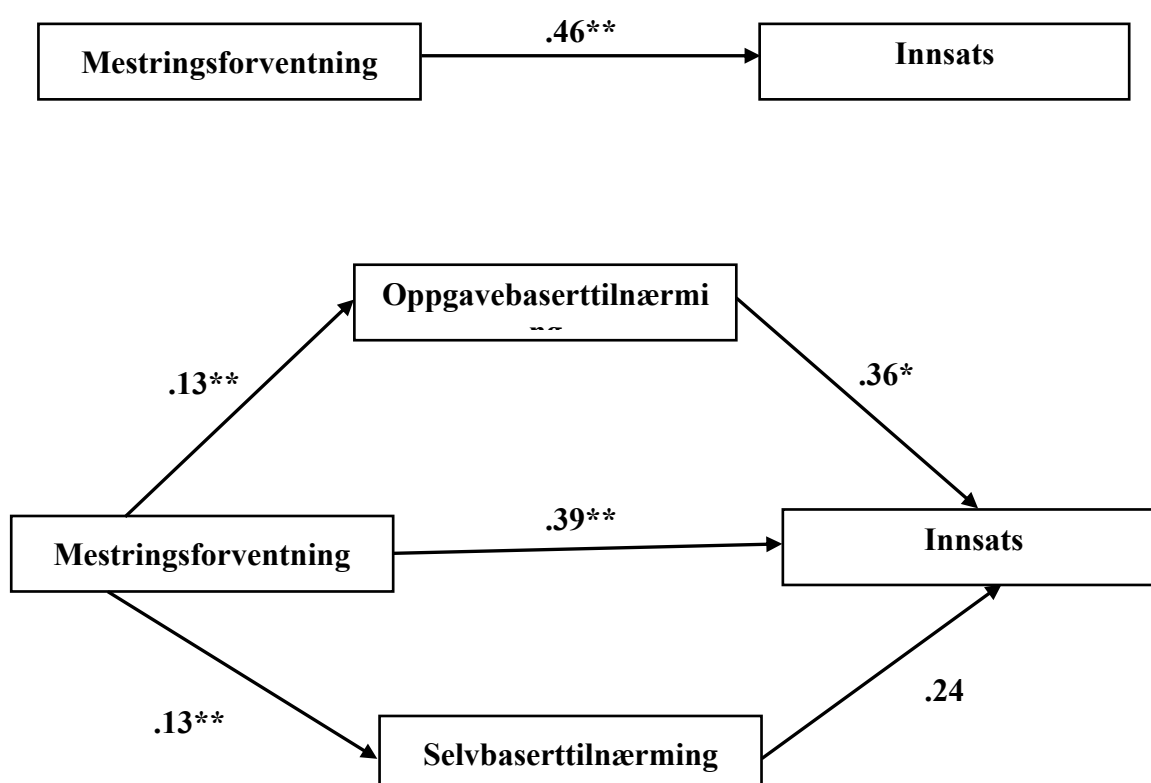 .46**
Mestringsforventning
Innsats
Oppgavebaserttilnærmi
.13**
.36*
Mestringsforventning
.39**
Innsats
.13**
.24
Selvbaserttilnærming